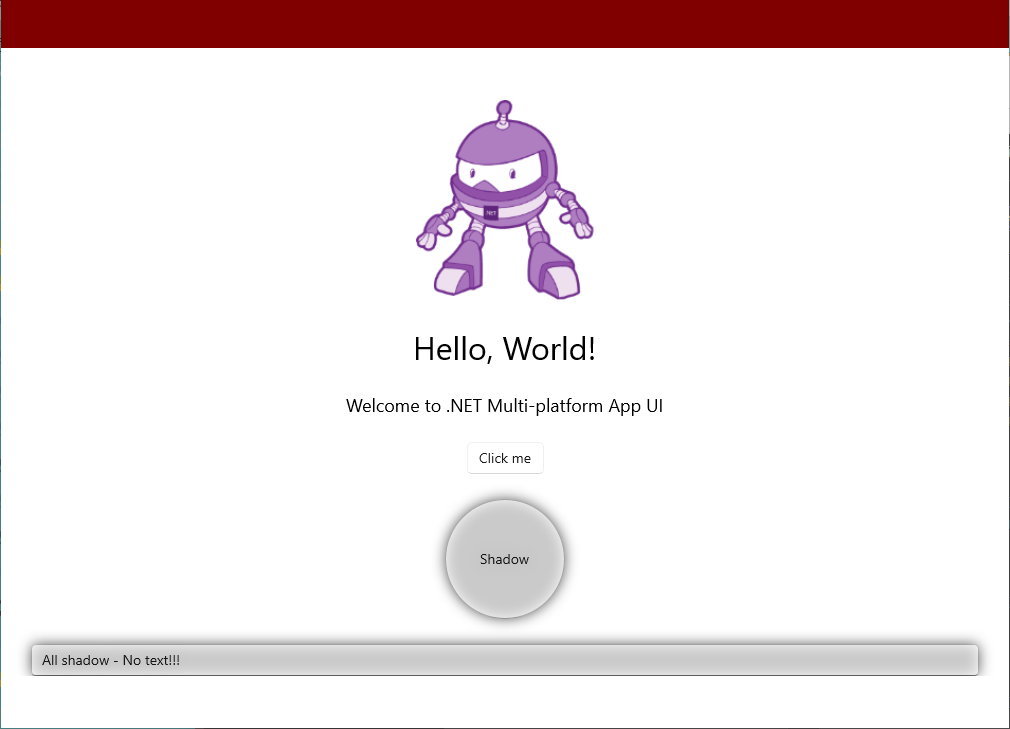 .NET
Hello, World!
Welcome to .NET Multi-platform App UI
Click me
Shadow
All shadow - No text!!!